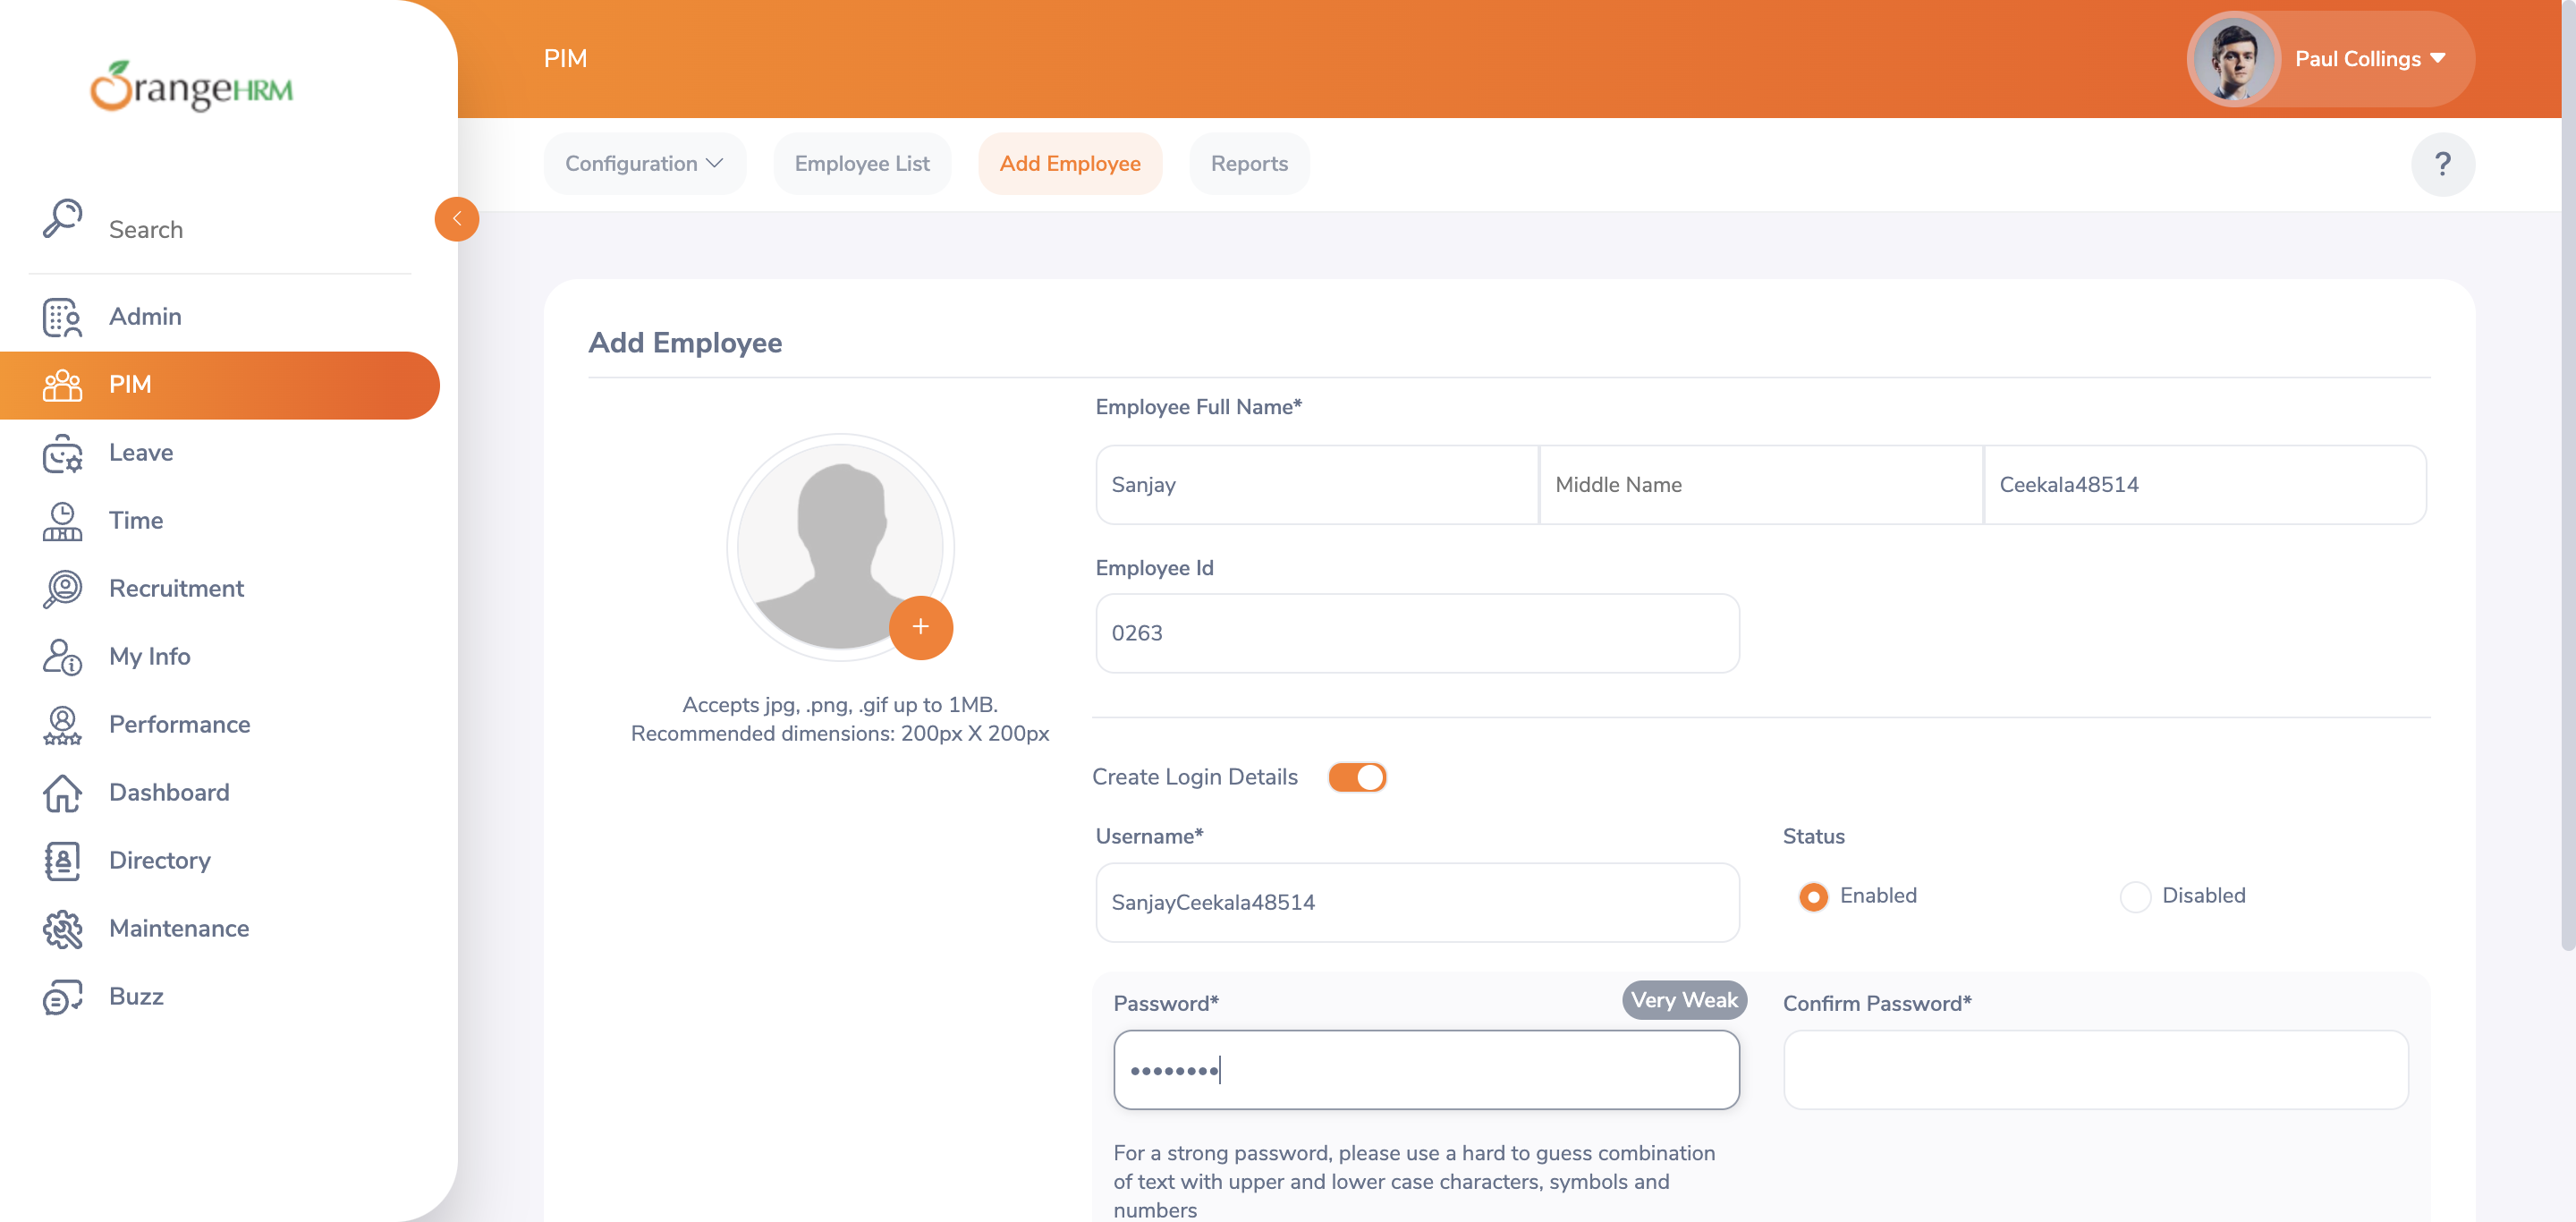 OrangeHRM
PIM
Paul Collings
Configuration
Employee List
Add Employee
Reports
?
Search
Admin
PIM
Leave
Time
Recruitment
My Info
Performance
Dashboard
Directory
Maintenance
Buzz
Add Employee
Accepts jpg, .png, .gif up to 1MB.
Recommended dimensions: 200px X 200px
Employee Full Name*
Sanjay
Middle Name
Ceekala48514
Employee Id
0263
Create Login Details
Username*
SanjayCeekala48514
Status
Enabled
Disabled
Password*
Very Weak
Confirm Password*
For a strong password, please use a hard to guess combination
of text with upper and lower case characters, symbols and
numbers